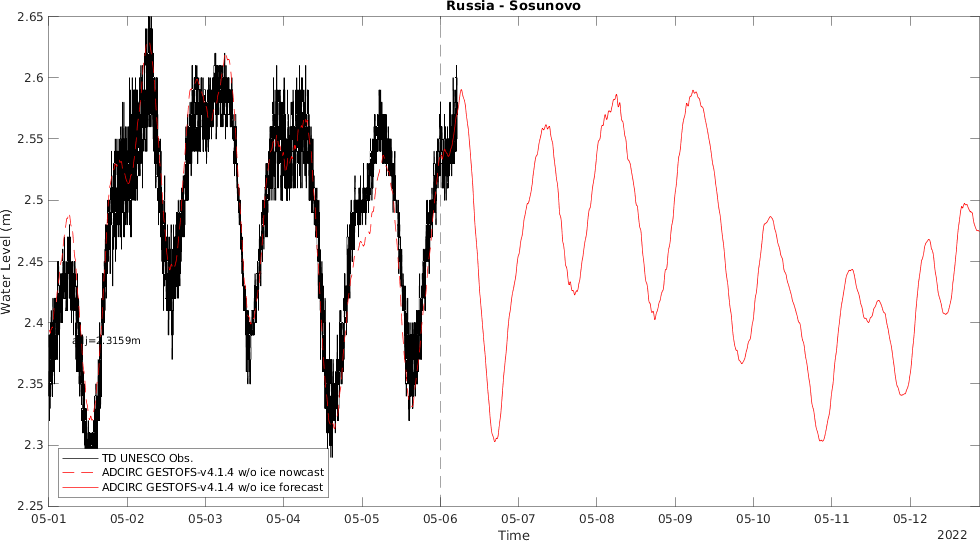 Russia - Sosunovo
2.65
2.6
2.55
2.5
2.45
2.4
2.35
2.3
2.25
Water Level (m)
adj=2.3159m
TD UNESCO Obs.
ADCIRC GESTOFS-v4.1.4 w/o ice nowcast
ADCIRC GESTOFS-v4.1.4 w/o ice forecast
05-01 05-02 05-03 05-04 05-05 05-06 05-07 05-08 05-09 05-10 05-11 05-12
Time
2022